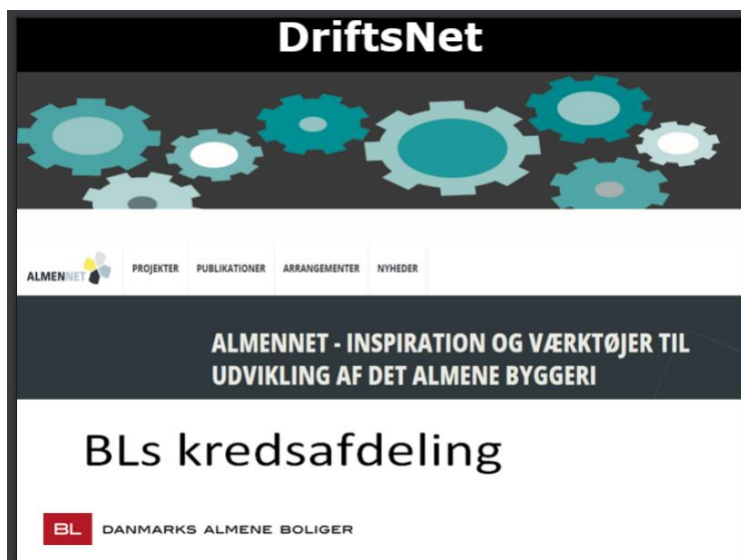 DriftsNet
ALMENNET
PROJEKTER PUBLIKATIONER ARRANGEMENTER NYHEDER
ALMENNET - INSPIRATION OG VÆRKTØJER TIL
UDVIKLING AF DET ALMENE BYGGERI
BLs kredsafdeling
BL DANMARKS ALMENE BOLIGER